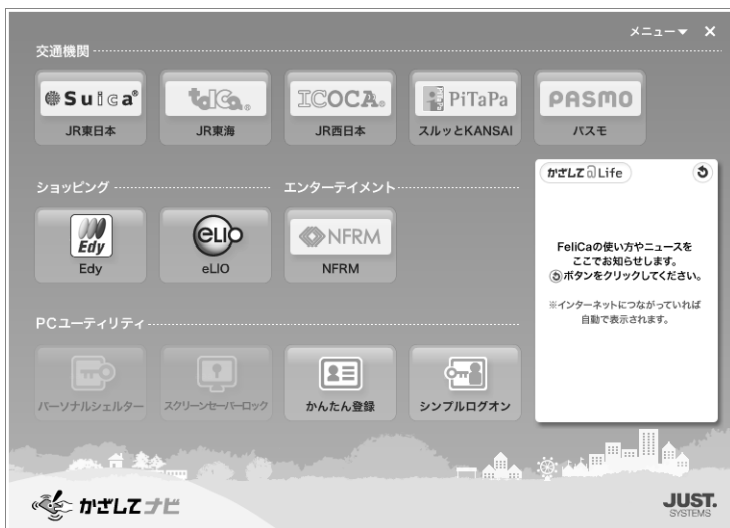 メニュー▼ ×
交通機関
Suica®
JR東日本
TOICA®
JR東海
ICOCA®
JR西日本
PiTaPa
スルッとKANSAI
PASMO
パスモ
ショッピング
Edy
Edy
eLIO
eLIO
エンターテイメント
NFRM
NFRM
かざして@Life
FeliCaの使い方やニュースを
ここでお知らせします。
ボタンをクリックしてください。
※インターネットにつながっていれば
自動で表示されます。
PCユーティリティ
パーソナルシェルター
スクリーンセーバーロック
かんたん登録
シンプルログオン
かざしてナビ
JUST.
SYSTEMS